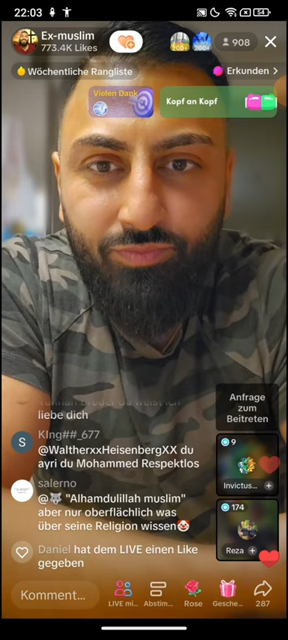 22:03
54
Ex-muslim
773.4K Likes
908
Wöchentliche Rangliste
Erkunden >
Vielen Dank
Kopf an Kopf
liebe dich
KIng##_677
@WaltherxxHeisenbergXX du
ayri du Mohammed Respektlos
salerno
@🐺 "Alhamdulillah muslim"
aber nur oberflächlich was
über seine Religion wissen🤡
Daniel hat dem LIVE einen Like
gegeben
Anfrage
zum
Beitreten
9
Invictus...
174
Reza
Komment...
LIVE mi...
Abstim...
Rose
Gesche...
287